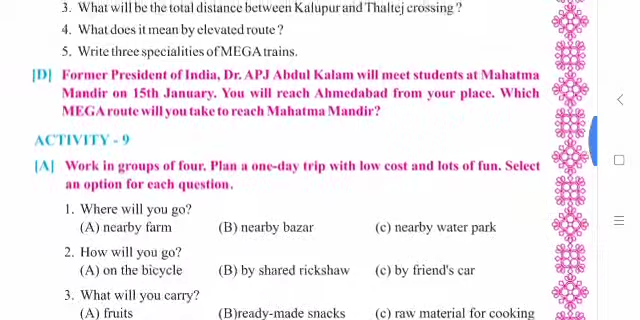 3. What will be the total distance between Kalupur and Thaltej crossing ?
4. What does it mean by elevated route ?
5. Write three specialities of MEGA trains.
[D] Former President of India, Dr. APJ Abdul Kalam will meet students at Mahatma
Mandir on 15th January. You will reach Ahmedabad from your place. Which
MEGA route will you take to reach Mahatma Mandir?
ACTIVITY - 9
[A] Work in groups of four. Plan a one-day trip with low cost and lots of fun. Select
an option for each question.
1. Where will you go?
(A) nearby farm (B) nearby bazar (c) nearby water park
2. How will you go?
(A) on the bicycle (B) by shared rickshaw (c) by friend's car
3. What will you carry?
(A) fruits (B)ready-made snacks (c) raw material for cooking